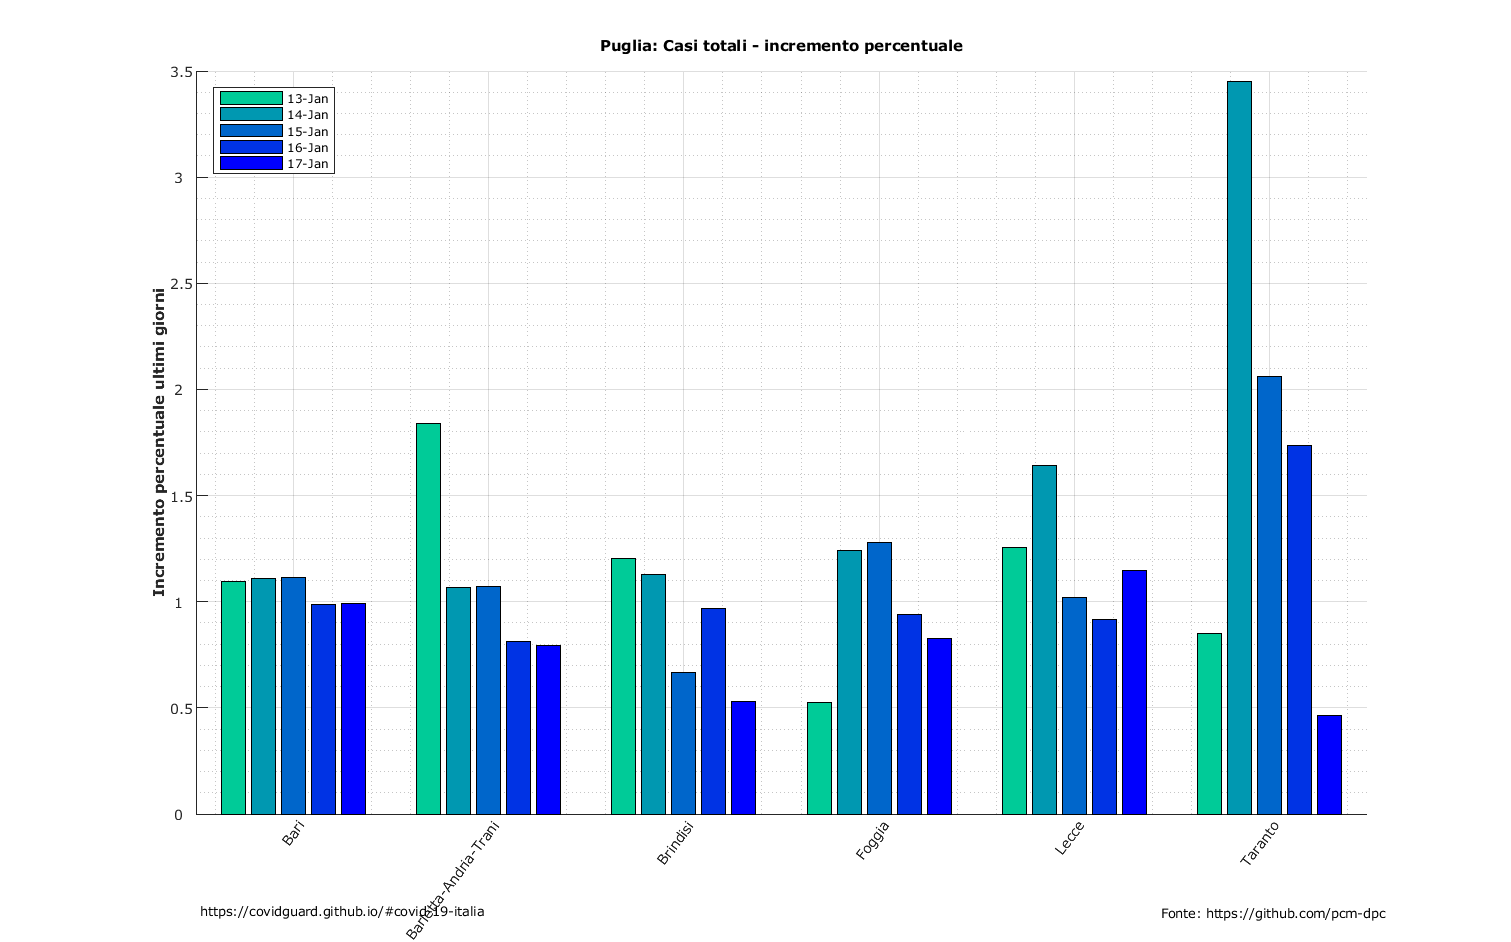 Puglia: Casi totali - incremento percentuale
13-Jan
14-Jan
15-Jan
16-Jan
17-Jan
Incremento percentuale ultimi giorni
3.5
3
2.5
2
1.5
1
0.5
0
Bari
Barletta-Andria-Trani
Brindisi
Foggia
Lecce
Taranto
https://covidguard.github.io/#covid-19-italia
Fonte: https://github.com/pcm-dpc